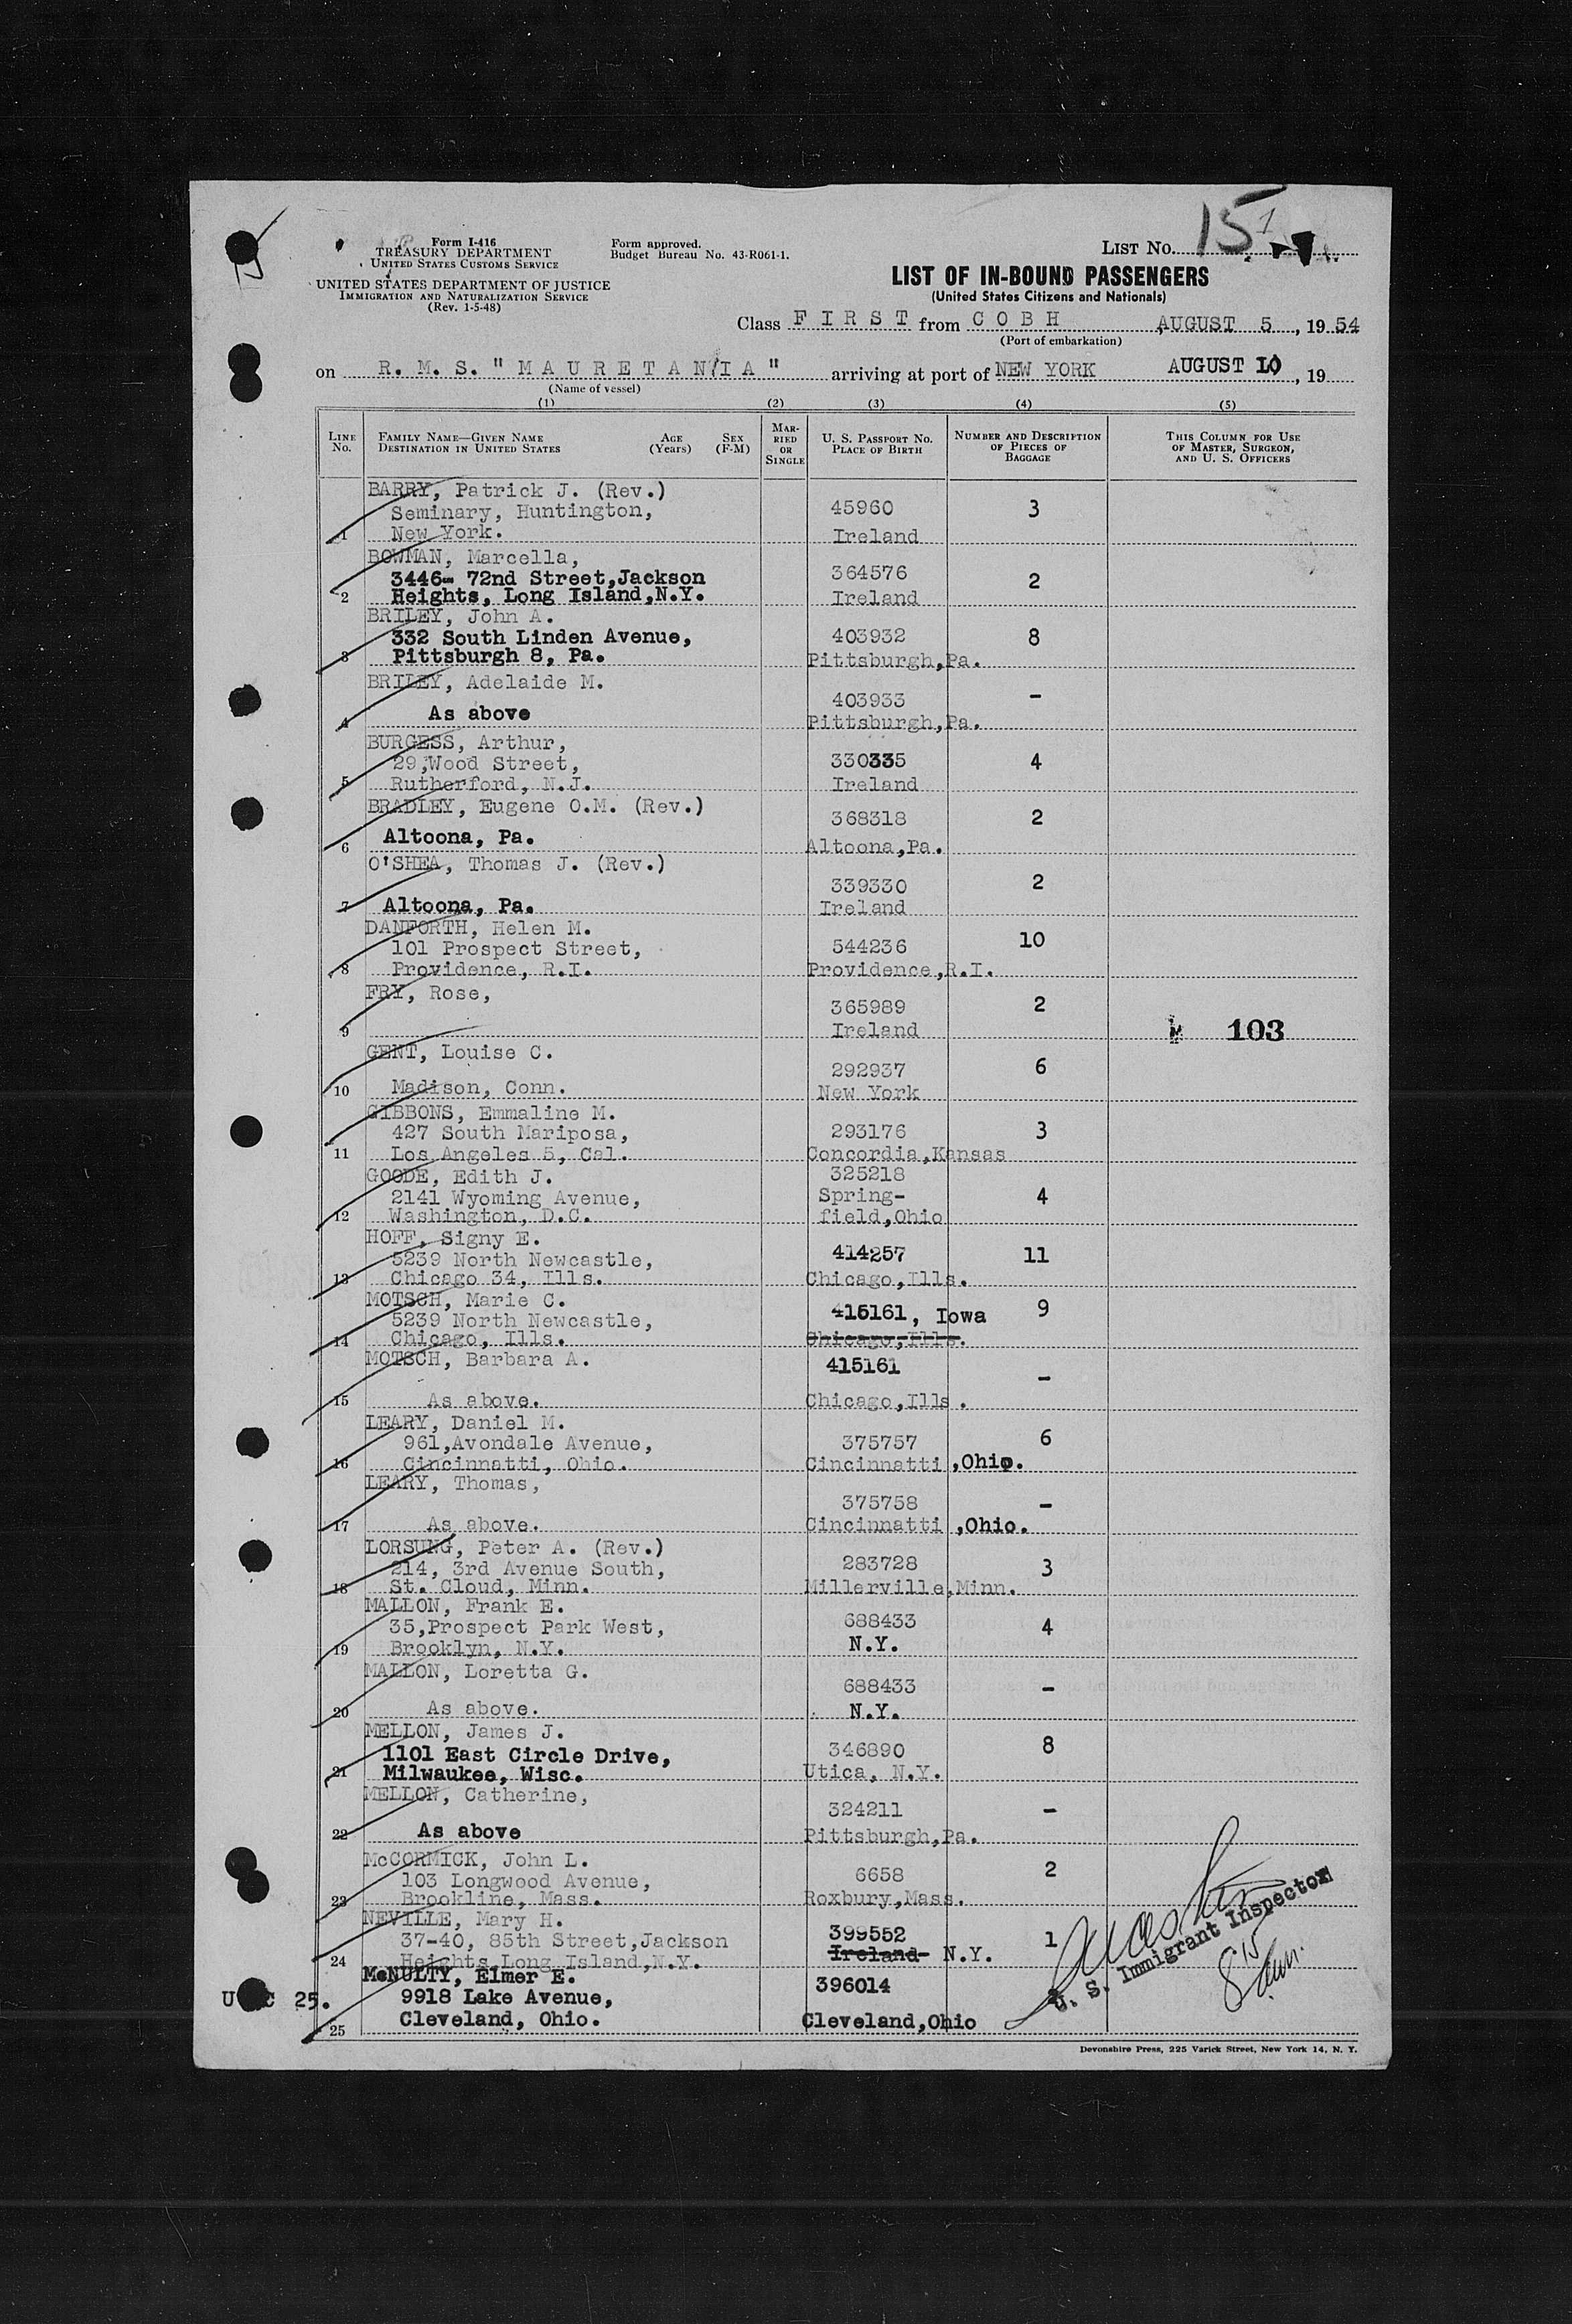 15 1
Form I-416
TREASURY DEPARTMENT
UNITED STATES CUSTOMS SERVICE
UNITED STATES DEPARTMENT OF JUSTICE
IMMIGRATION AND NATURALIZATION SERVICE
(Rev. 1-5-48)
Form approved.
Budget Bureau No. 43-R061-1.
LIST NO.
LIST OF IN-BOUND PASSENGERS
(United States Citizens and Nationals)
Class FIRST from COBH AUGUST 5, 1954
(Port of embarkation)
on R. M. S. "MAURETANIA" arriving at port of NEW YORK AUGUST 10, 19
(Name of vessel)
(1) (2) (3) (4) (5)
LINE NO. FAMILY NAME—GIVEN NAME DESTINATION IN UNITED STATES AGE (Years) SEX (F-M) MARRIED OR SINGLE U. S. PASSPORT NO. PLACE OF BIRTH NUMBER AND DESCRIPTION OF PIECES OF BAGGAGE THIS COLUMN FOR USE OF MASTER, SURGEON, AND U. S. OFFICERS
BARRY, Patrick J. (Rev.)
Seminary, Huntington, 45960 3
1 New York. Ireland
BOWMAN, Marcella,
3446- 72nd Street,Jackson 364576 2
2 Heights, Long Island,N.Y. Ireland
BRILEY, John A.
332 South Linden Avenue, 403932 8
3 Pittsburgh 8, Pa. Pittsburgh,Pa.
BRILEY, Adelaide M.
403933 -
4 As above Pittsburgh,Pa.
BURGESS, Arthur,
29,Wood Street, 330335 4
5 Rutherford, N.J. Ireland
BRADLEY, Eugene O.M. (Rev.)
368318 2
6 Altoona, Pa. Altoona,Pa.
O'SHEA, Thomas J. (Rev.)
339330 2
7 Altoona, Pa. Ireland
DANFORTH, Helen M.
101 Prospect Street, 544236 10
8 Providence, R.I. Providence,R.I.
FRY, Rose,
365989 2
9 Ireland 103
GENT, Louise C.
292937 6
10 Madison, Conn. New York
GIBBONS, Emmaline M.
427 South Mariposa, 293176 3
11 Los Angeles 5, Cal. Concordia,Kansas
GOODE, Edith J. 325218
2141 Wyoming Avenue, Spring- 4
12 Washington, D.C. field,Ohio
HOFF, Signy E.
5239 North Newcastle, 414257 11
13 Chicago 34, Ills. Chicago,Ills.
MOTSCH, Marie C.
5239 North Newcastle, 415161, Iowa 9
14 Chicago, Ills. Chicago,Ills.
MOTSCH, Barbara A. 415161
-
15 As above. Chicago,Ills.
LEARY, Daniel M.
961,Avondale Avenue, 375757 6
16 Cincinnatti, Ohio. Cincinnatti,Ohio.
LEARY, Thomas,
375758 -
17 As above. Cincinnatti,Ohio.
LORSUNG, Peter A. (Rev.)
214, 3rd Avenue South, 283728 3
18 St. Cloud, Minn. Millerville,Minn.
MALLON, Frank E.
35,Prospect Park West, 688433 4
19 Brooklyn, N.Y. N.Y.
MALLON, Loretta G.
688433 -
20 As above. N.Y.
MELLON, James J.
1101 East Circle Drive, 346890 8
21 Milwaukee, Wisc. Utica, N.Y.
MELLON, Catherine,
324211 -
22 As above Pittsburgh,Pa.
McCORMICK, John L.
103 Longwood Avenue, 6658 2
23 Brookline, Mass. Roxbury,Mass.
NEVILLE, Mary H.
37-40, 85th Street,Jackson 399552 1
24 Heights,Long Island,N.Y. Ireland N.Y.
McNULTY, Elmer E. 396014
9918 Lake Avenue,
25 Cleveland, Ohio. Cleveland,Ohio
25.
U. S. Immigrant Inspector
815
Devonshire Press, 225 Varick Street, New York 14, N. Y.